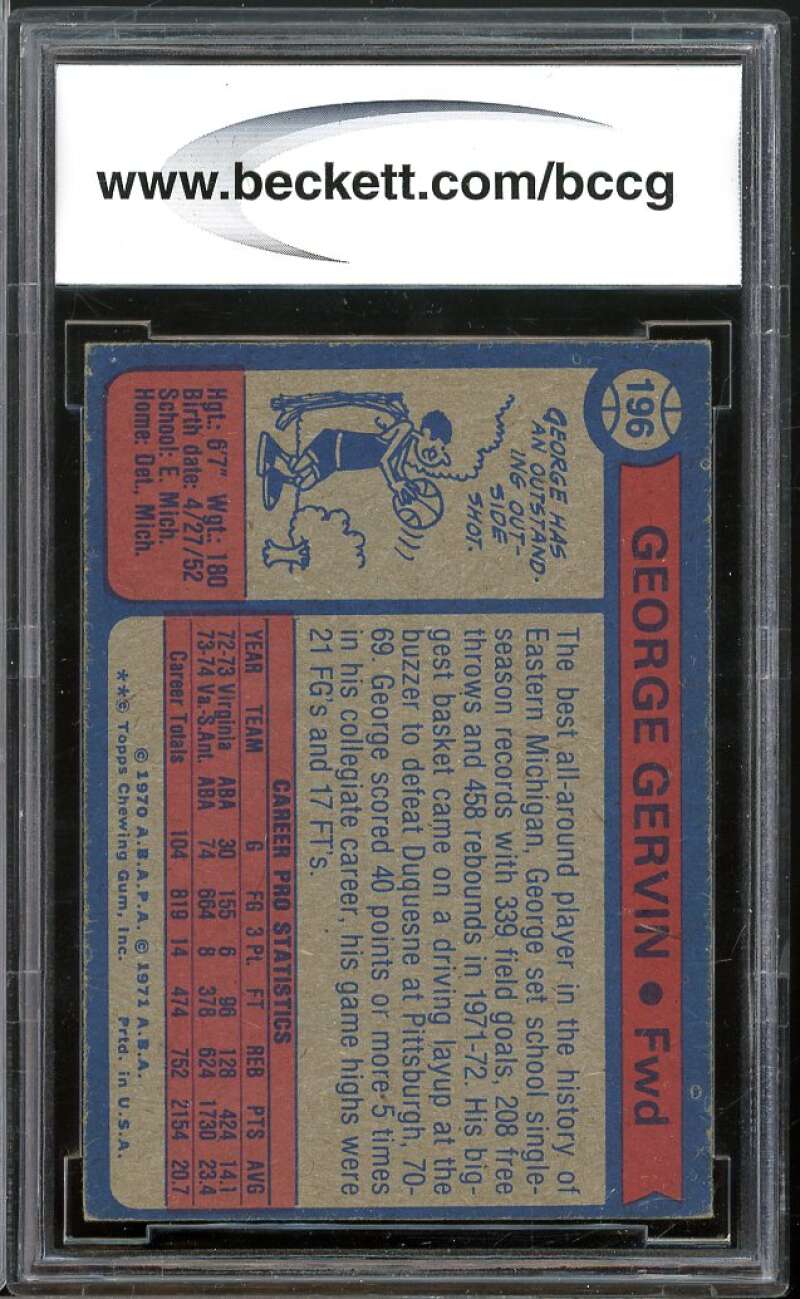 www.beckett.com/bccg
196
GEORGE GERVIN • Fwd
GEORGE HAS
AN OUTSTAND-
ING OUT-
SIDE
SHOT.
Hgt.: 6'7" Wgt.: 180
Birth date: 4/27/52
School: E. Mich.
Home: Det., Mich.
The best all-around player in the history of
Eastern Michigan, George set school single-
season records with 339 field goals, 208 free
throws and 458 rebounds in 1971-72. His big-
gest basket came on a driving layup at the
buzzer to defeat Duquesne at Pittsburgh, 70-
69. George scored 40 points or more 5 times
in his collegiate career, his game highs were
21 FG's and 17 FT's.
CAREER PRO STATISTICS
YEAR TEAM G FG 3 Pt. FT REB PTS AVG
72-73 Virginia ABA 30 155 6 96 128 424 14.1
73-74 Va.-S.Ant. ABA 74 664 8 378 624 1730 23.4
Career Totals 104 819 14 474 752 2154 20.7
© 1970 A.B.A.P.A. © 1971 A.B.A.
**© Topps Chewing Gum, Inc. Prtd. in U.S.A.